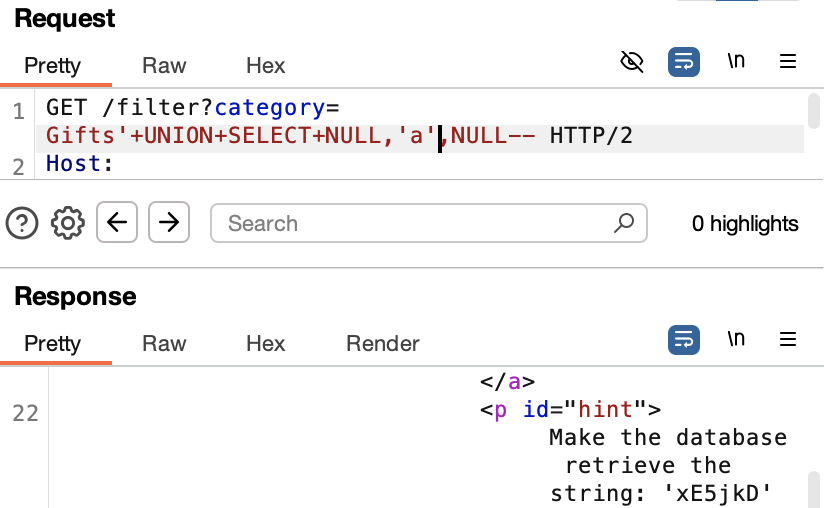 Request
Pretty Raw Hex \n
1 GET /filter?category=
Gifts'+UNION+SELECT+NULL,'a',NULL-- HTTP/2
2 Host:
Search 0 highlights
Response
Pretty Raw Hex Render \n
</a>
22 <p id="hint">
Make the database
retrieve the
string: 'xE5jkD'